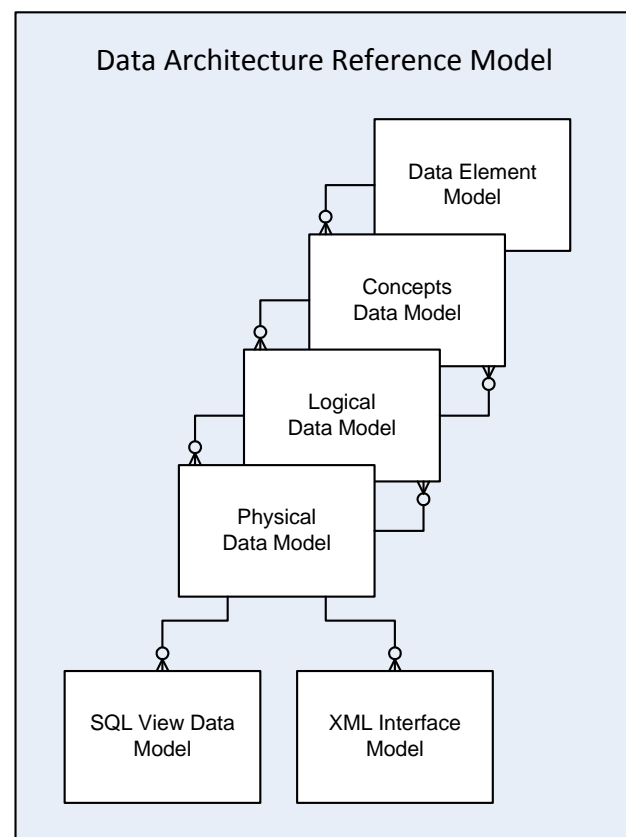 Data Architecture Reference Model
Data Element
Model
Concepts
Data Model
Logical
Data Model
Physical
Data Model
SQL View Data
Model
XML Interface
Model